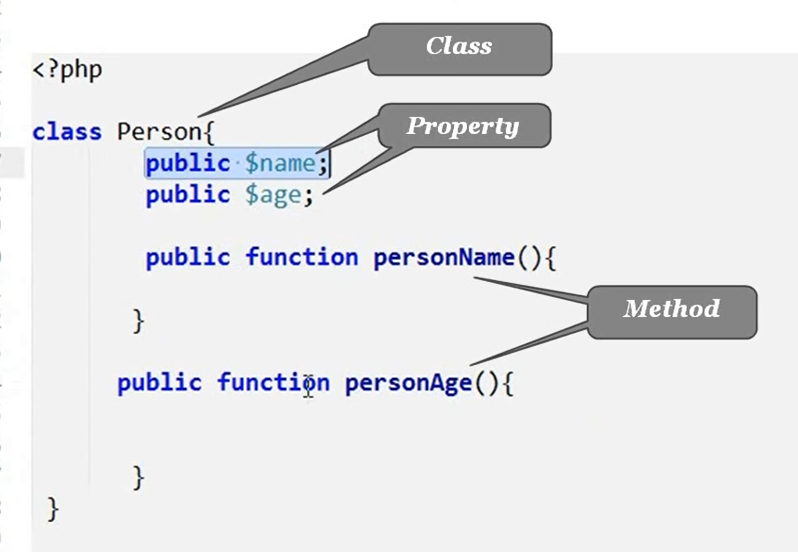 Class
<?php
class Person{
Property
public $name;
public $age;
public function personName(){
Method
}
public function personAge(){
}
}